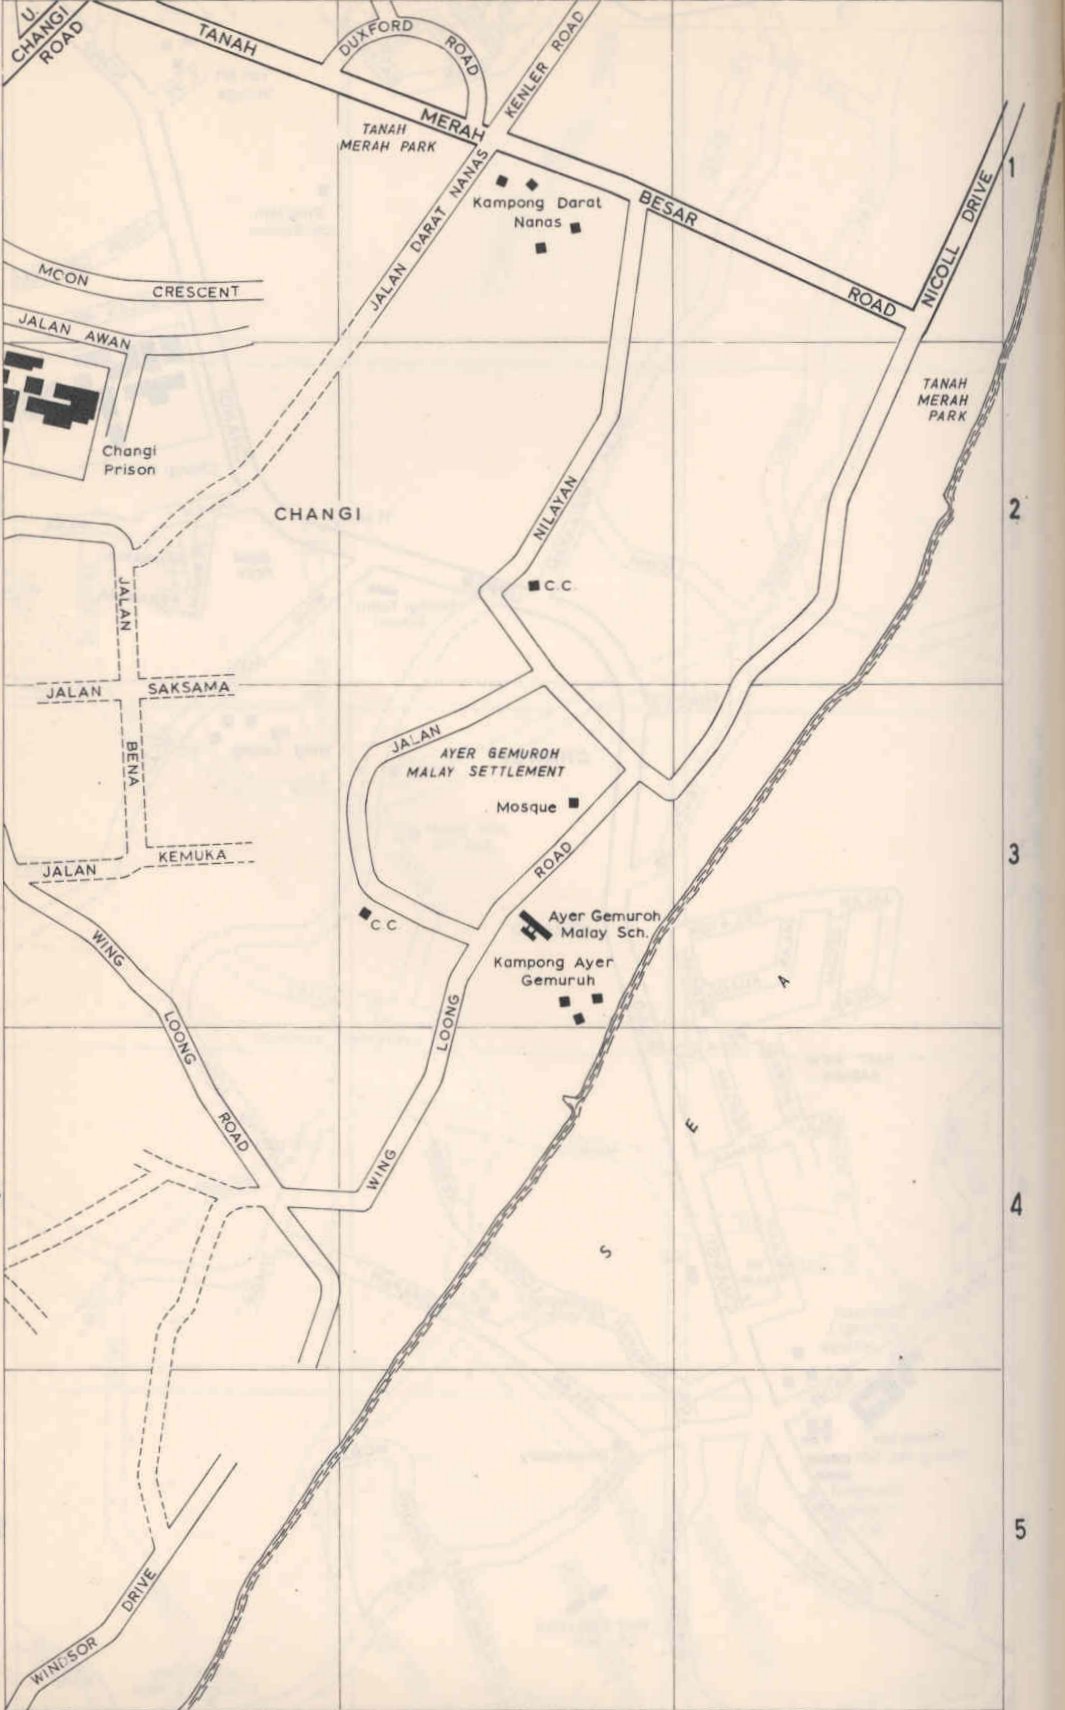 U.
CHANGI
ROAD
TANAH
DUXFORD
ROAD
KENLER ROAD
MERAH
TANAH
MERAH PARK
JALAN DARAT NANAS
Kampong Darat
Nanas
BESAR
ROAD
NICOLL DRIVE
1
MOON
CRESCENT
JALAN AWAN
TANAH
MERAH
PARK
Changi
Prison
CHANGI
NILAYAN
2
C.C.
JALAN
JALAN
SAKSAMA
BENA
JALAN
AYER GEMUROH
MALAY SETTLEMENT
Mosque
ROAD
3
JALAN
KEMUKA
C C
Ayer Gemuroh
Malay Sch.
Kampong Ayer
Gemuruh
WING
LOONG
ROAD
LOONG
WING
S E A
4
5
WINDSOR
DRIVE